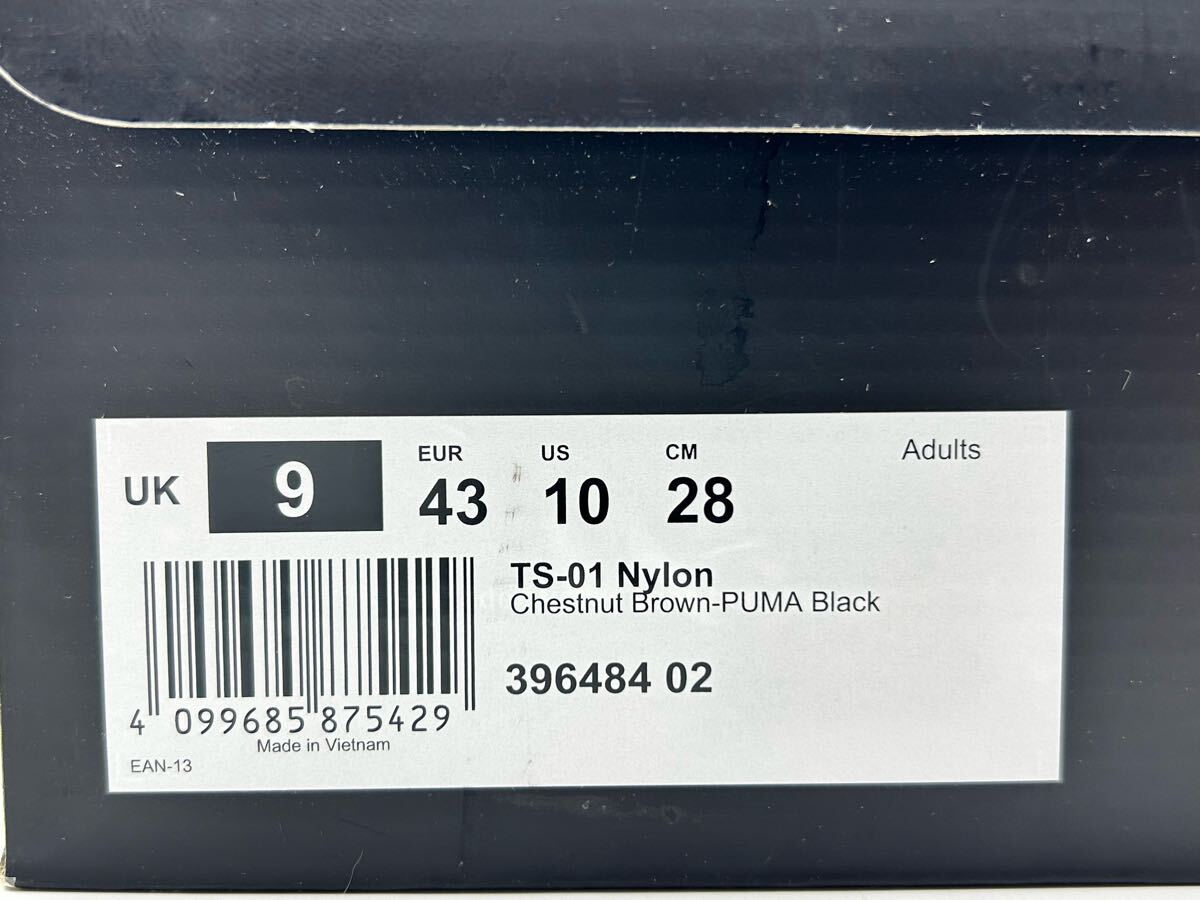 UK 9 EUR 43 US 10 CM 28 Adults
TS-01 Nylon
Chestnut Brown-PUMA Black
396484 02
4 099685 875429
Made in Vietnam
EAN-13